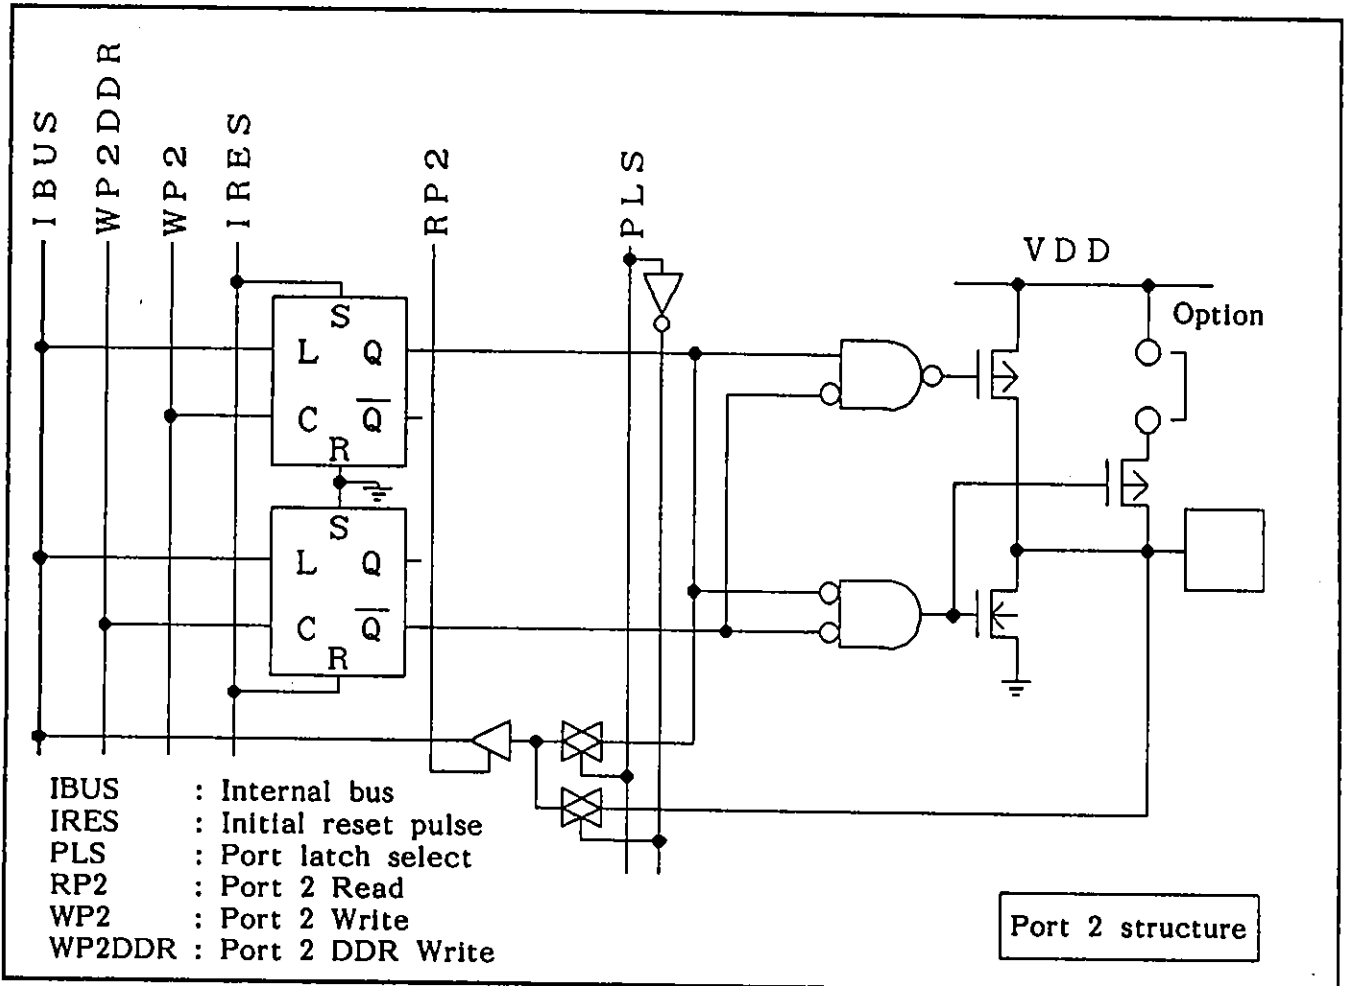 IBUS
WP2DDR
WP2
IRES
RP2
PLS
VDD
Option
S
L Q
C Q̅
R
S
L Q
C Q̅
R
IBUS : Internal bus
IRES : Initial reset pulse
PLS : Port latch select
RP2 : Port 2 Read
WP2 : Port 2 Write
WP2DDR : Port 2 DDR Write
Port 2 structure